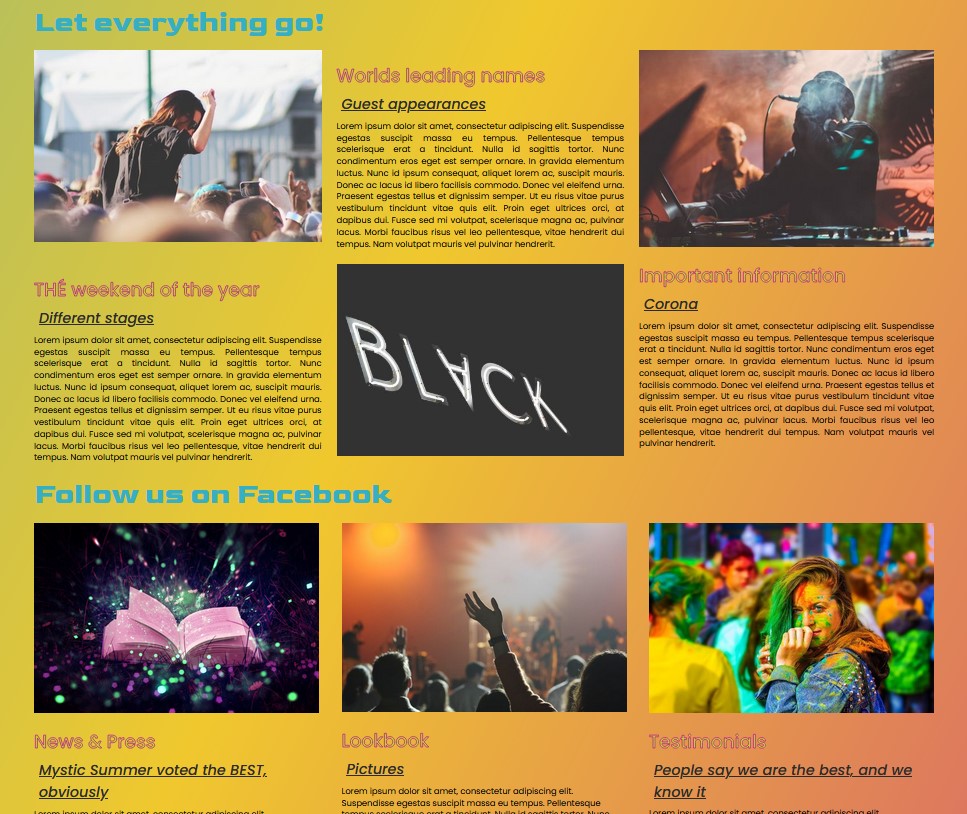 Let everything go!
Worlds leading names
Guest appearances
Lorem ipsum dolor sit amet, consectetur adipiscing elit. Suspendisse
egestas suscipit massa eu tempus. Pellentesque tempus
scelerisque erat a tincidunt. Nulla id sagittis tortor. Nunc
condimentum eros eget est semper ornare. In gravida elementum
luctus. Nunc id ipsum consequat, aliquet lorem ac, suscipit mauris.
Donec ac lacus id libero facilisis commodo. Donec vel eleifend urna.
Praesent egestas tellus et dignissim semper. Ut eu risus vitae purus
vestibulum tincidunt vitae quis elit. Proin eget ultrices orci, at
dapibus dui. Fusce sed mi volutpat, scelerisque magna ac, pulvinar
lacus. Morbi faucibus risus vel leo pellentesque, vitae hendrerit dui
tempus. Nam volutpat mauris vel pulvinar hendrerit.
THÉ weekend of the year
Different stages
Lorem ipsum dolor sit amet, consectetur adipiscing elit. Suspendisse
egestas suscipit massa eu tempus. Pellentesque tempus
scelerisque erat a tincidunt. Nulla id sagittis tortor. Nunc
condimentum eros eget est semper ornare. In gravida elementum
luctus. Nunc id ipsum consequat, aliquet lorem ac, suscipit mauris.
Donec ac lacus id libero facilisis commodo. Donec vel eleifend urna.
Praesent egestas tellus et dignissim semper. Ut eu risus vitae purus
vestibulum tincidunt vitae quis elit. Proin eget ultrices orci, at
dapibus dui. Fusce sed mi volutpat, scelerisque magna ac, pulvinar
lacus. Morbi faucibus risus vel leo pellentesque, vitae hendrerit dui
tempus. Nam volutpat mauris vel pulvinar hendrerit.
BLACK
Important information
Corona
Lorem ipsum dolor sit amet, consectetur adipiscing elit. Suspendisse
egestas suscipit massa eu tempus. Pellentesque tempus scelerisque
erat a tincidunt. Nulla id sagittis tortor. Nunc condimentum eros eget
est semper ornare. In gravida elementum luctus. Nunc id ipsum
consequat, aliquet lorem ac, suscipit mauris. Donec ac lacus id libero
facilisis commodo. Donec vel eleifend urna. Praesent egestas tellus et
dignissim semper. Ut eu risus vitae purus vestibulum tincidunt vitae
quis elit. Proin eget ultrices orci, at dapibus dui. Fusce sed mi
volutpat, scelerisque magna ac, pulvinar lacus. Morbi faucibus risus vel leo
pellentesque, vitae hendrerit dui tempus. Nam volutpat mauris vel
pulvinar hendrerit.
Follow us on Facebook
News & Press
Mystic Summer voted the BEST,
obviously
Lorem ipsum dolor sit amet, consectetur adipiscing elit.
Lookbook
Pictures
Lorem ipsum dolor sit amet, consectetur adipiscing elit.
Suspendisse egestas suscipit massa eu tempus. Pellentesque
tempus scelerisque erat a tincidunt. Nulla id sagittis tortor. Nunc
Testimonials
People say we are the best, and we
know it
Lorem ipsum dolor sit amet, consectetur adipiscing elit.